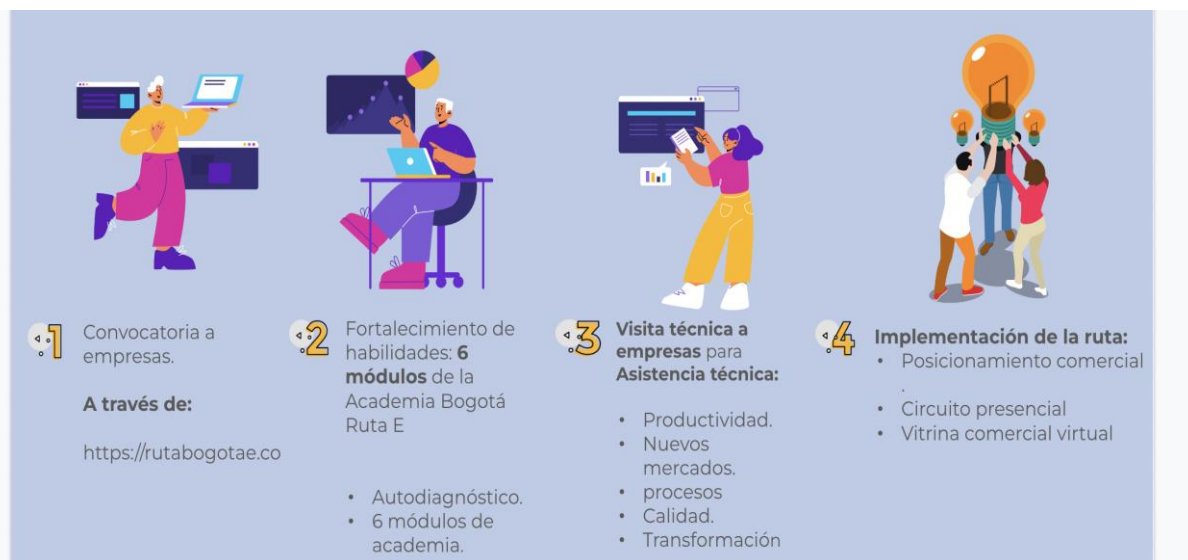 1
Convocatoria a
empresas.
A través de:
https://rutabogotae.co
2
Fortalecimiento de
habilidades: 6
módulos de la
Academia Bogotá
Ruta E
• Autodiagnóstico.
• 6 módulos de
academia.
3
Visita técnica a
empresas para
Asistencia técnica:
• Productividad.
• Nuevos
mercados.
• procesos
• Calidad.
• Transformación
4
Implementación de la ruta:
• Posicionamiento comercial
.
• Circuito presencial
• Vitrina comercial virtual